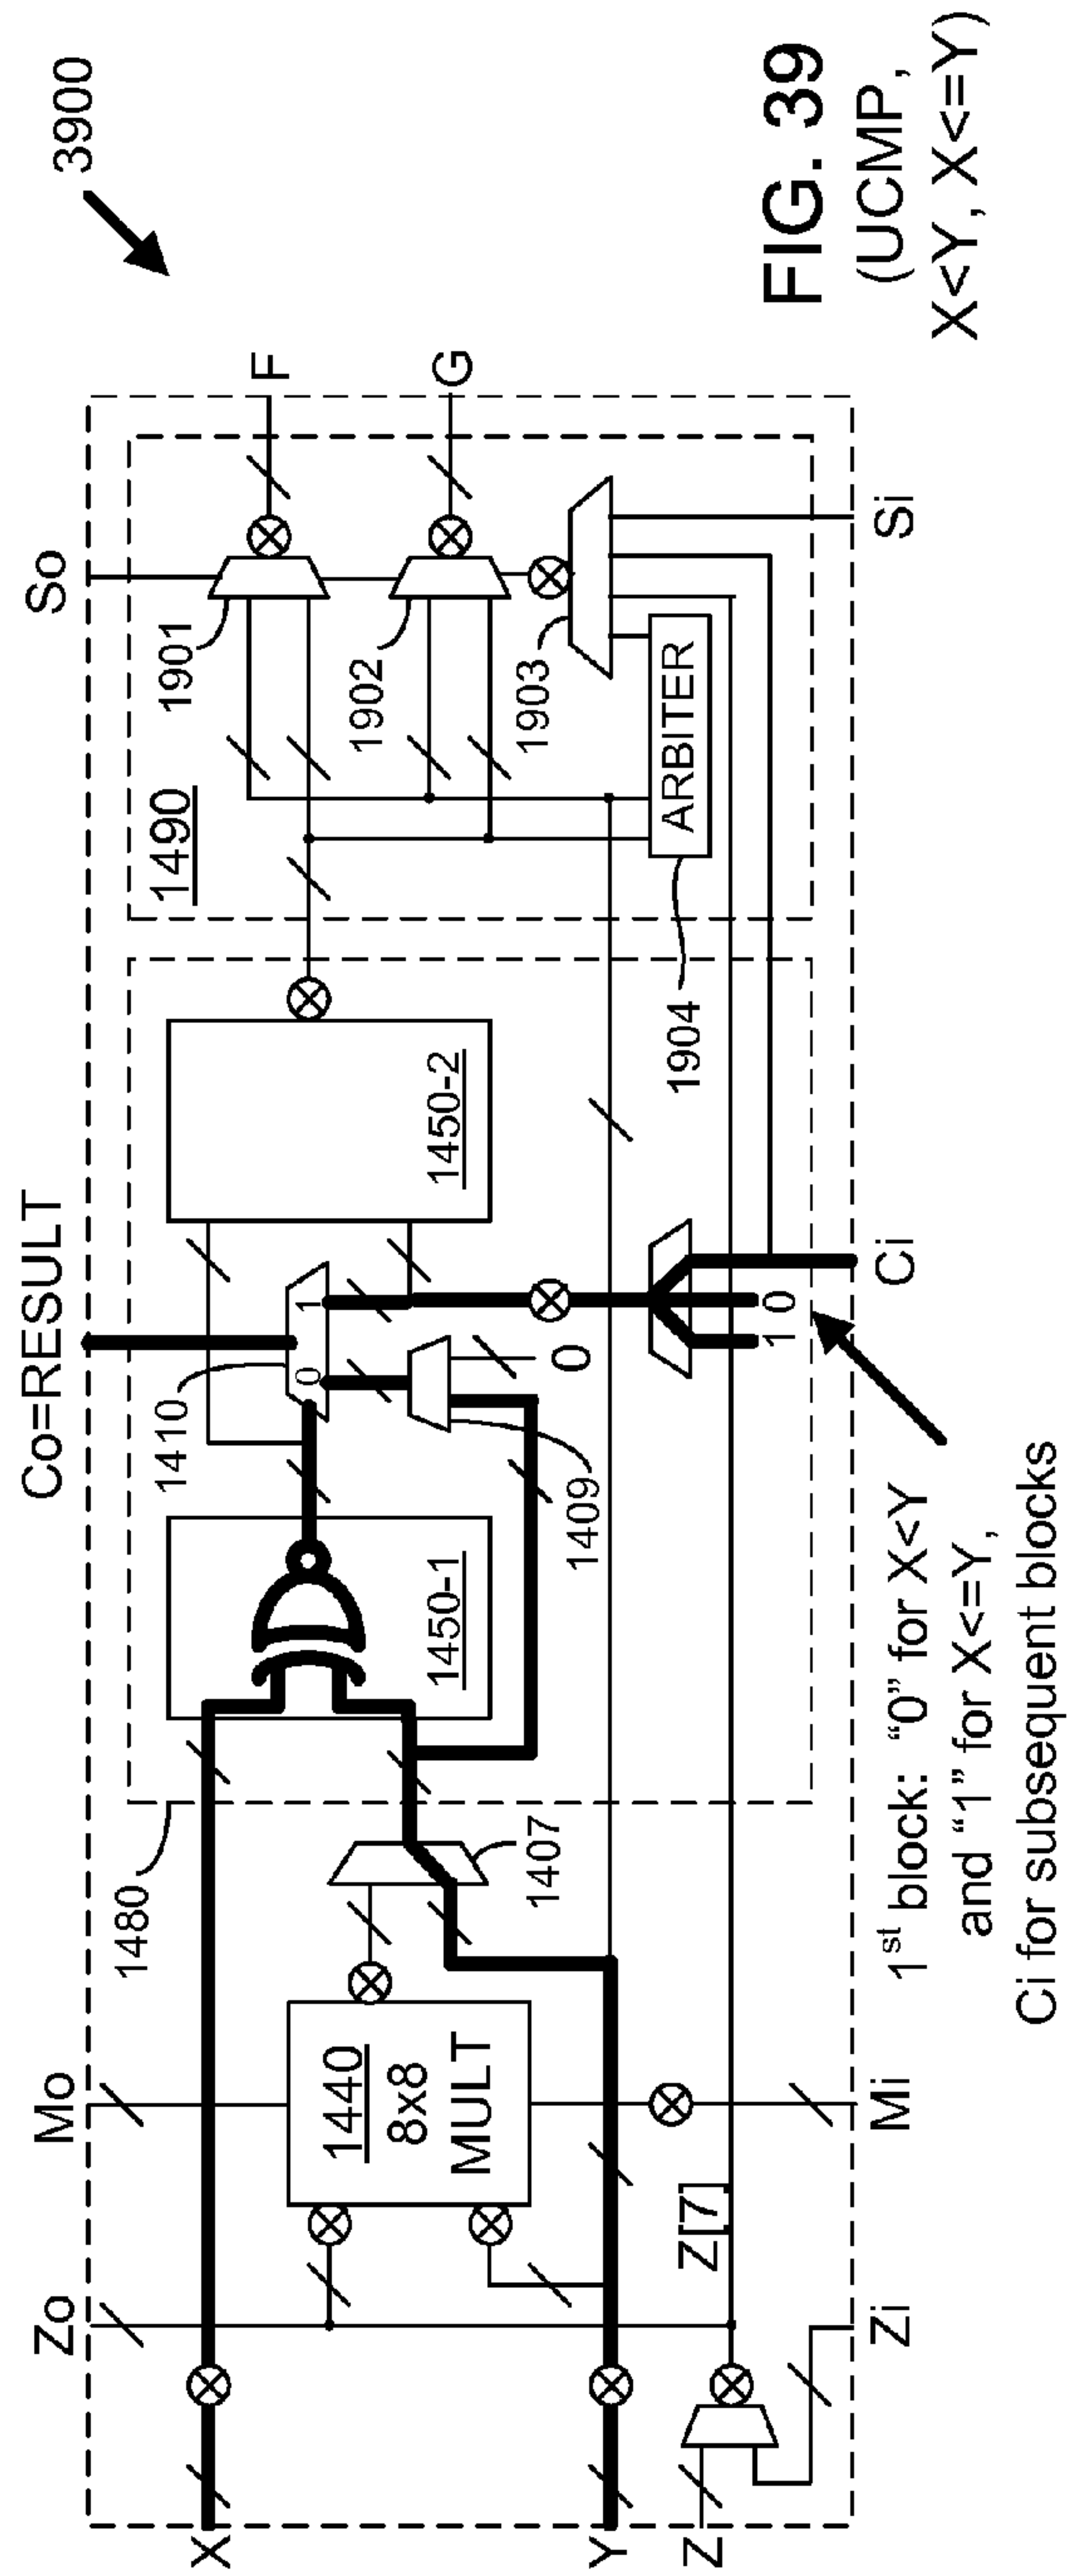 3900
Co=RESULT
So
Mo
Zo
X
Y
Z
Zi
Mi
Ci
Si
F
G
1480
1490
1440
8x8
MULT
1407
1450-1
1410
0
1
1409
0
1450-2
1901
1902
1903
ARBITER
1904
Z[7]
1 0
1st block: “0” for X<Y
and “1” for X<=Y,
Ci for subsequent blocks
FIG. 39
(UCMP,
X<Y, X<=Y)